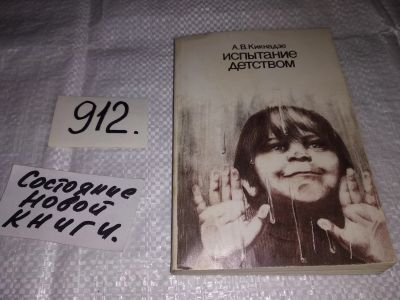 А.В.Кикнадзе
ИСПЫТАНИЕ
ДЕТСТВОМ
912.
Состояние
новой
книги.